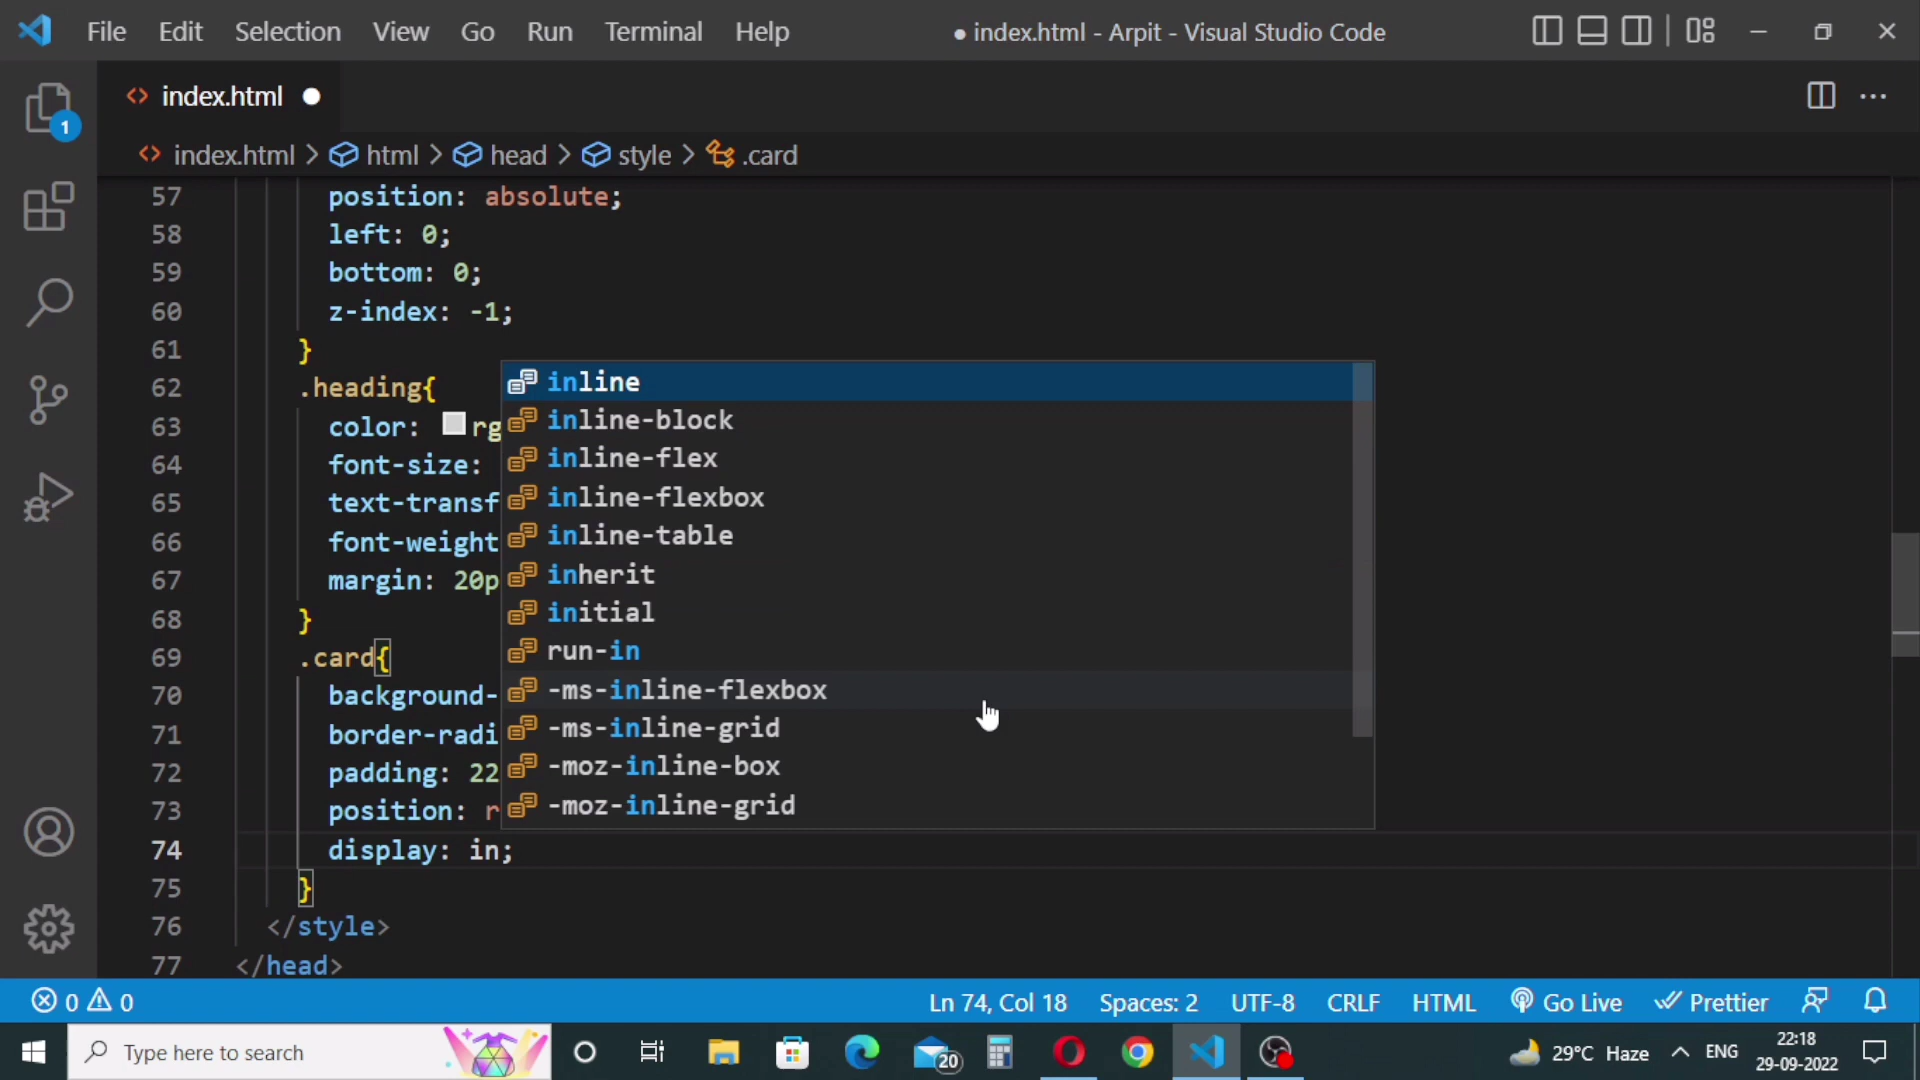 File Edit Selection View Go Run Terminal Help ● index.html - Arpit - Visual Studio Code
<> index.html ●
1
<> index.html > html > head > style > .card
57 position: absolute;
58 left: 0;
59 bottom: 0;
60 z-index: -1;
61 }
62 .heading{
63 color: rg
64 font-size:
65 text-transf
66 font-weight
67 margin: 20p
68 }
69 .card{
70 background-
71 border-radi
72 padding: 22
73 position: r
74 display: in;
75 }
76 </style>
77 </head>
inline
inline-block
inline-flex
inline-flexbox
inline-table
inherit
initial
run-in
-ms-inline-flexbox
-ms-inline-grid
-moz-inline-box
-moz-inline-grid
0 0 Ln 74, Col 18 Spaces: 2 UTF-8 CRLF HTML Go Live Prettier
Type here to search 20 29°C Haze ENG 22:18
29-09-2022